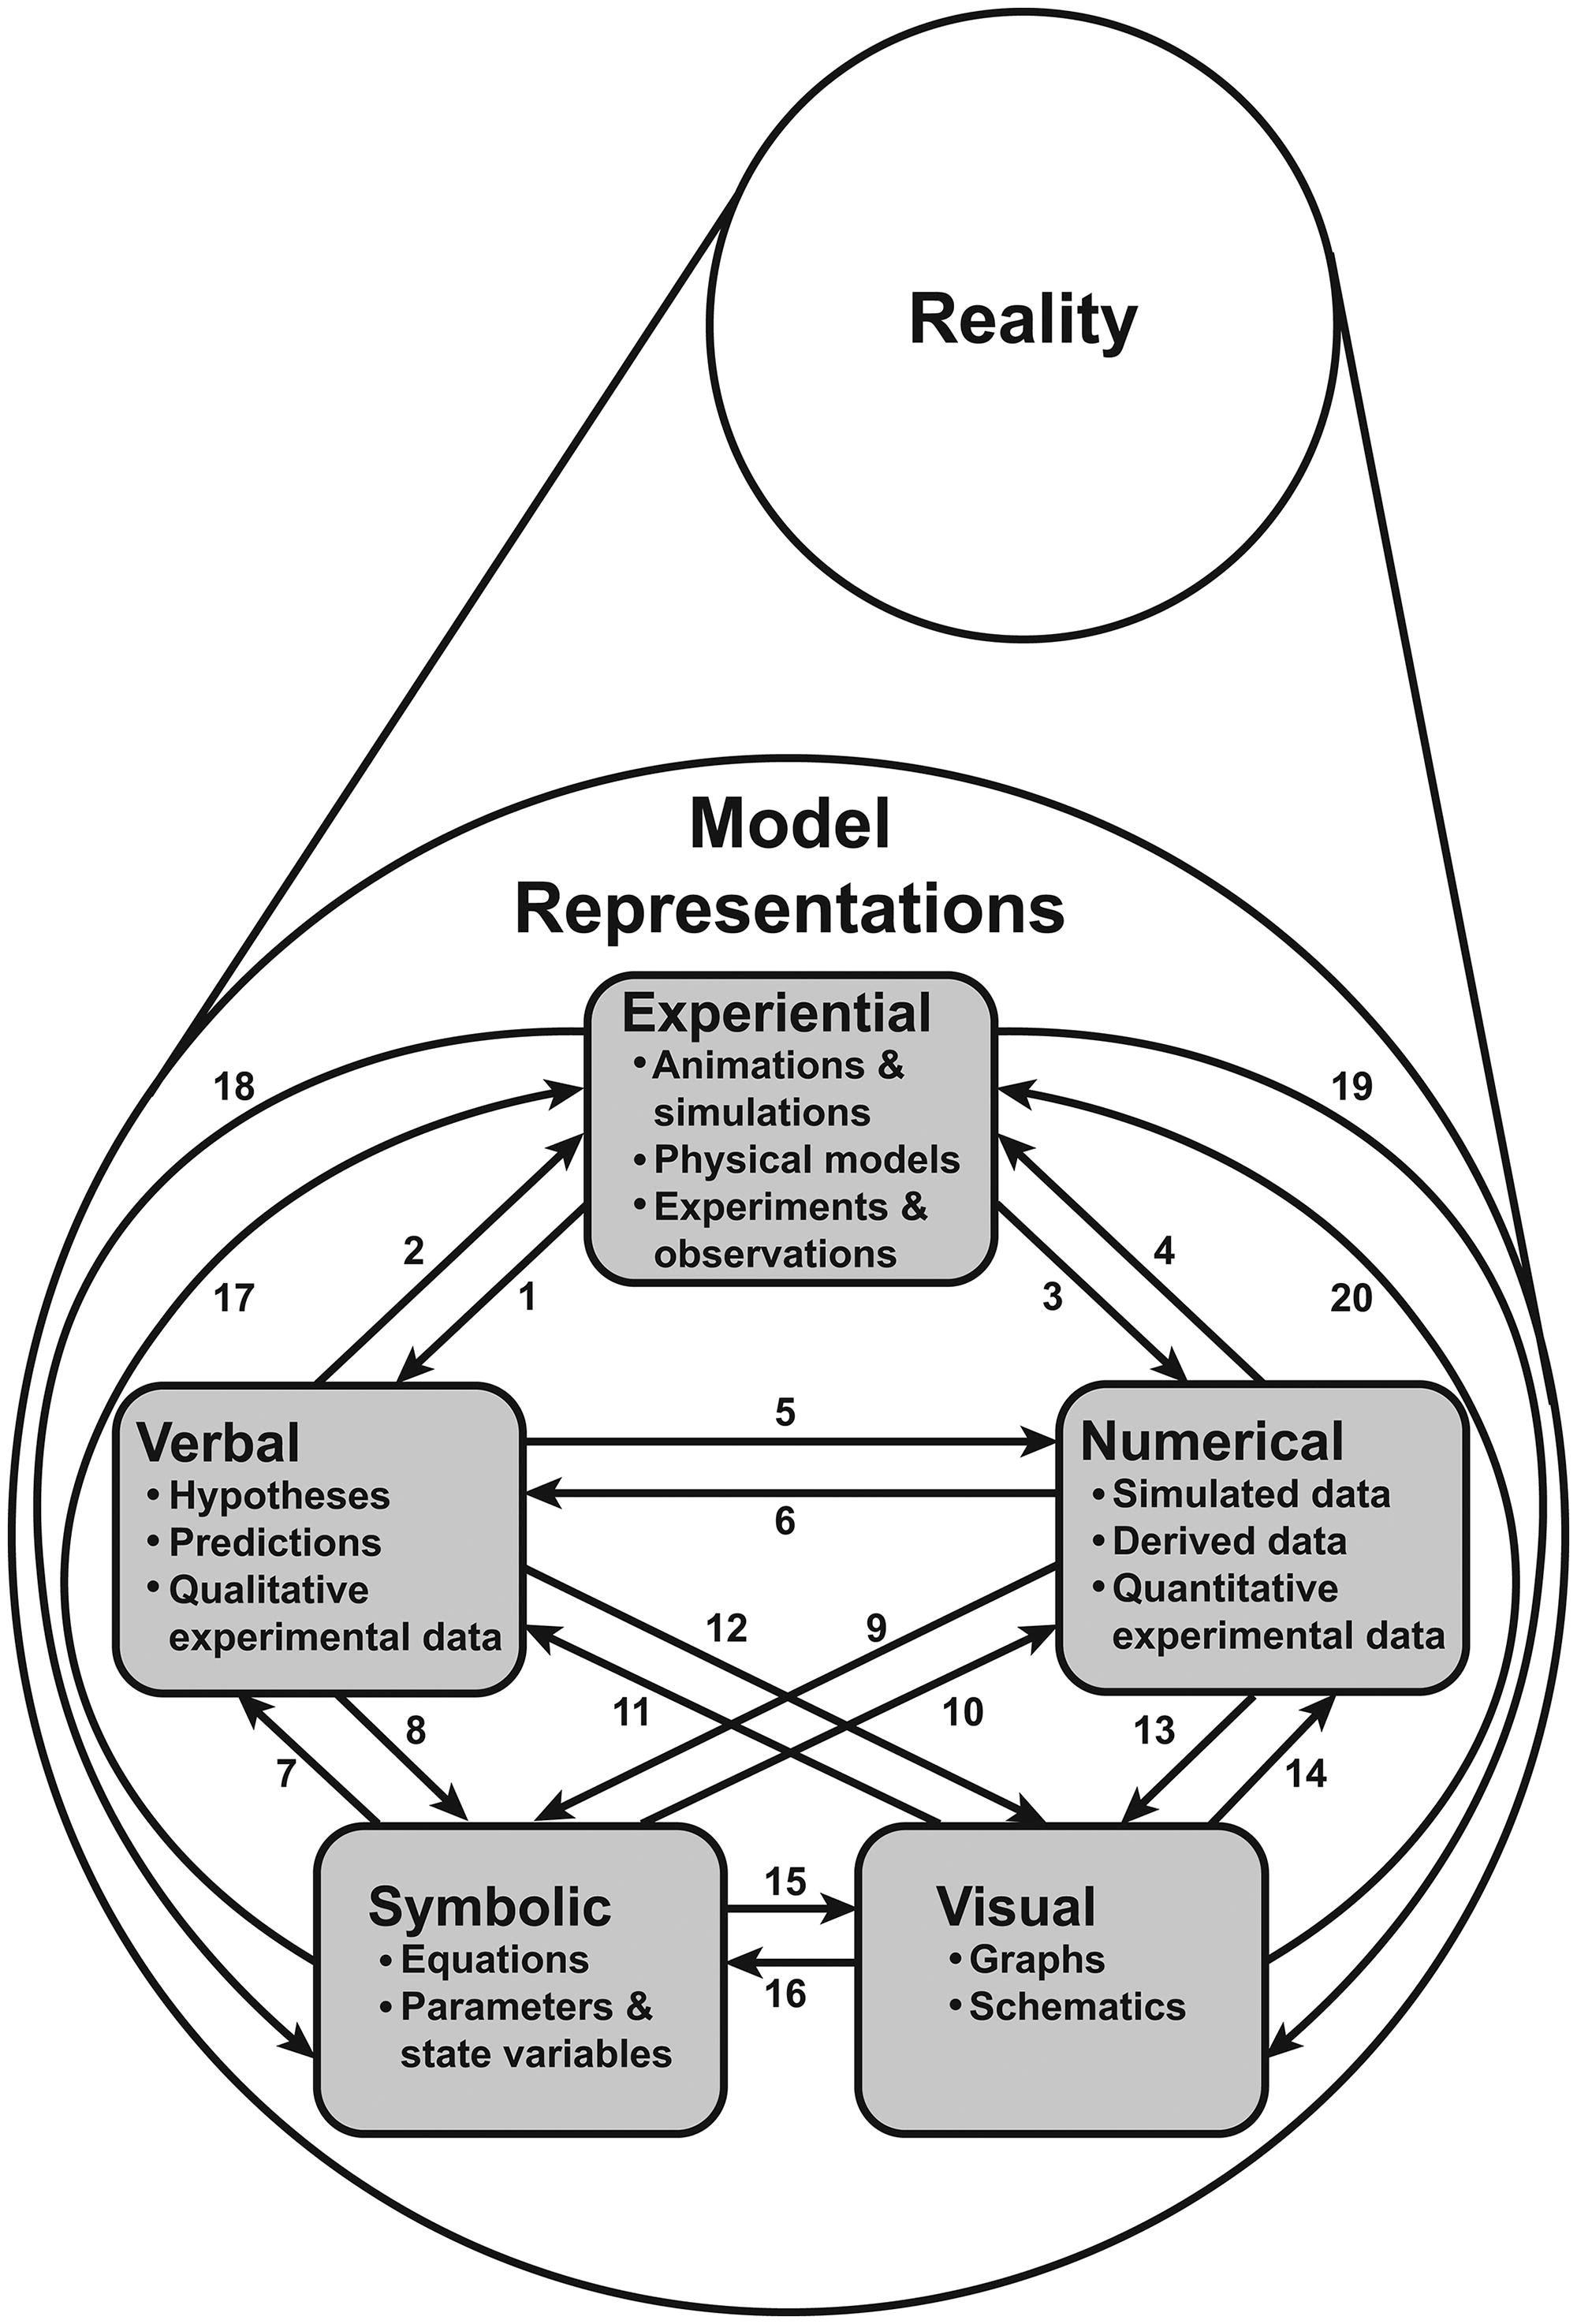 Reality
Model
Representations
Experiential
• Animations &
simulations
• Physical models
• Experiments &
observations
18
19
17
2
1
3
4
20
Verbal
• Hypotheses
• Predictions
• Qualitative
experimental data
5
6
Numerical
• Simulated data
• Derived data
• Quantitative
experimental data
12
9
11
10
8
7
13
14
Symbolic
• Equations
• Parameters &
state variables
15
16
Visual
• Graphs
• Schematics